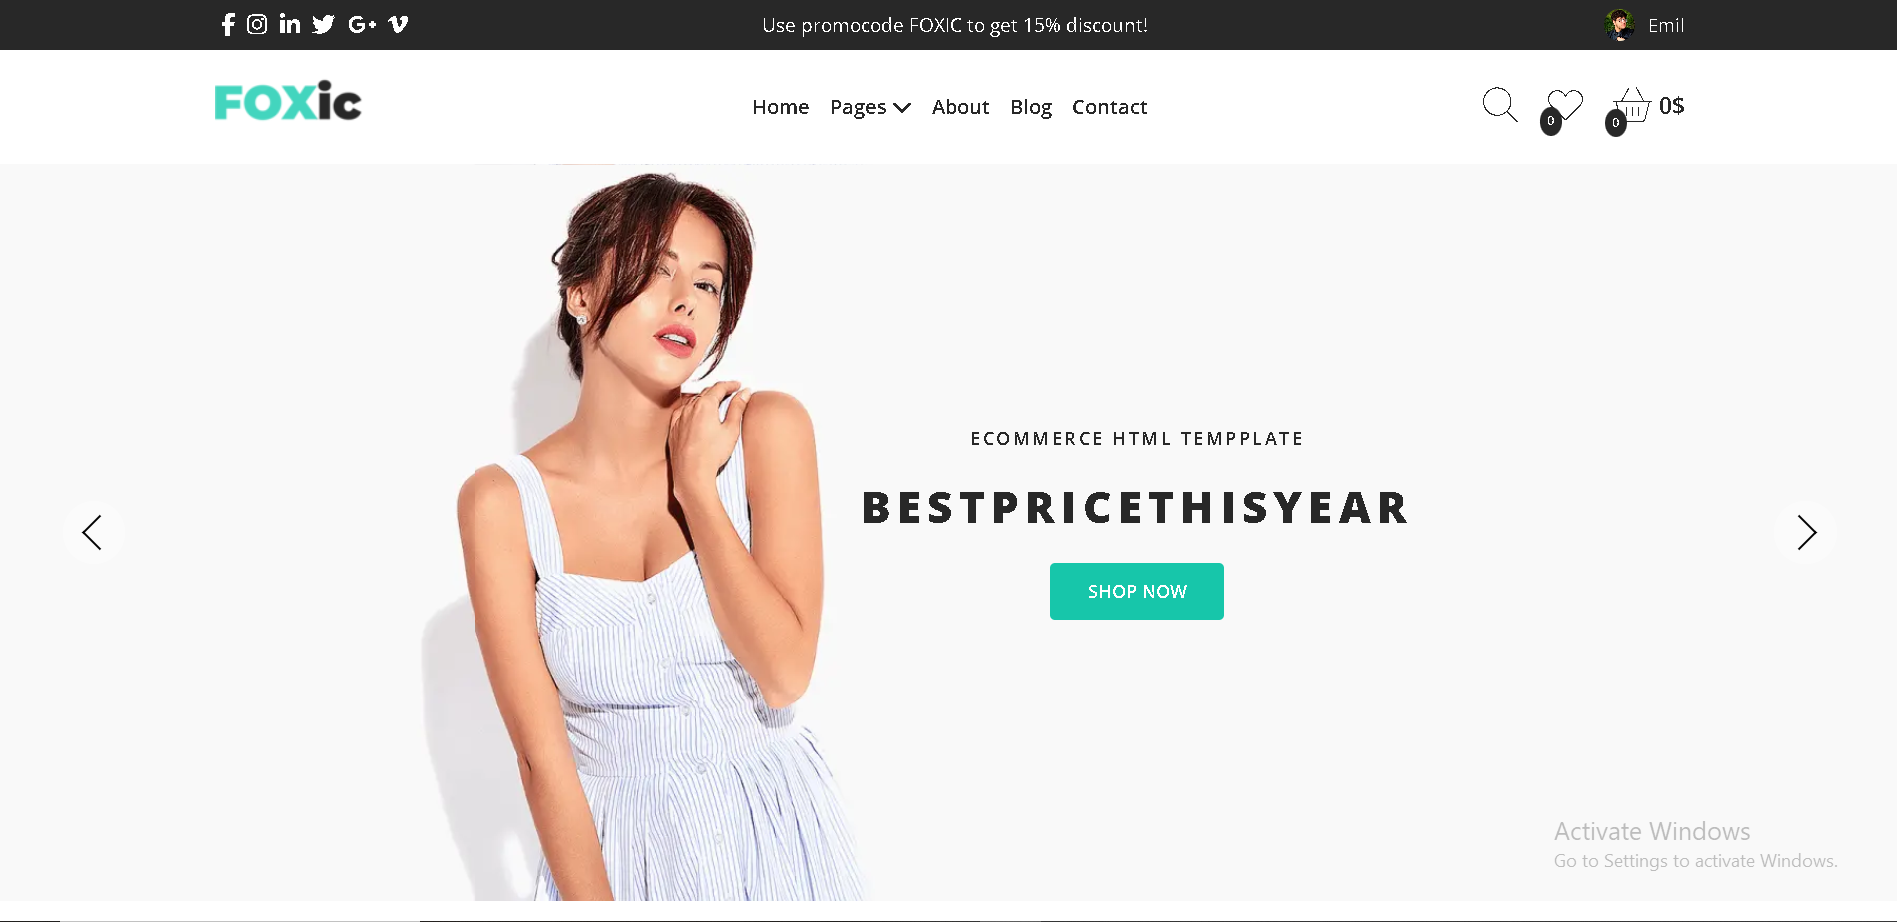 Use promocode FOXIC to get 15% discount!
Emil
FOXic
Home Pages About Blog Contact
0
0
0$
ECOMMERCE HTML TEMPPLATE
BESTPRICETHISYEAR
SHOP NOW
Activate Windows
Go to Settings to activate Windows.